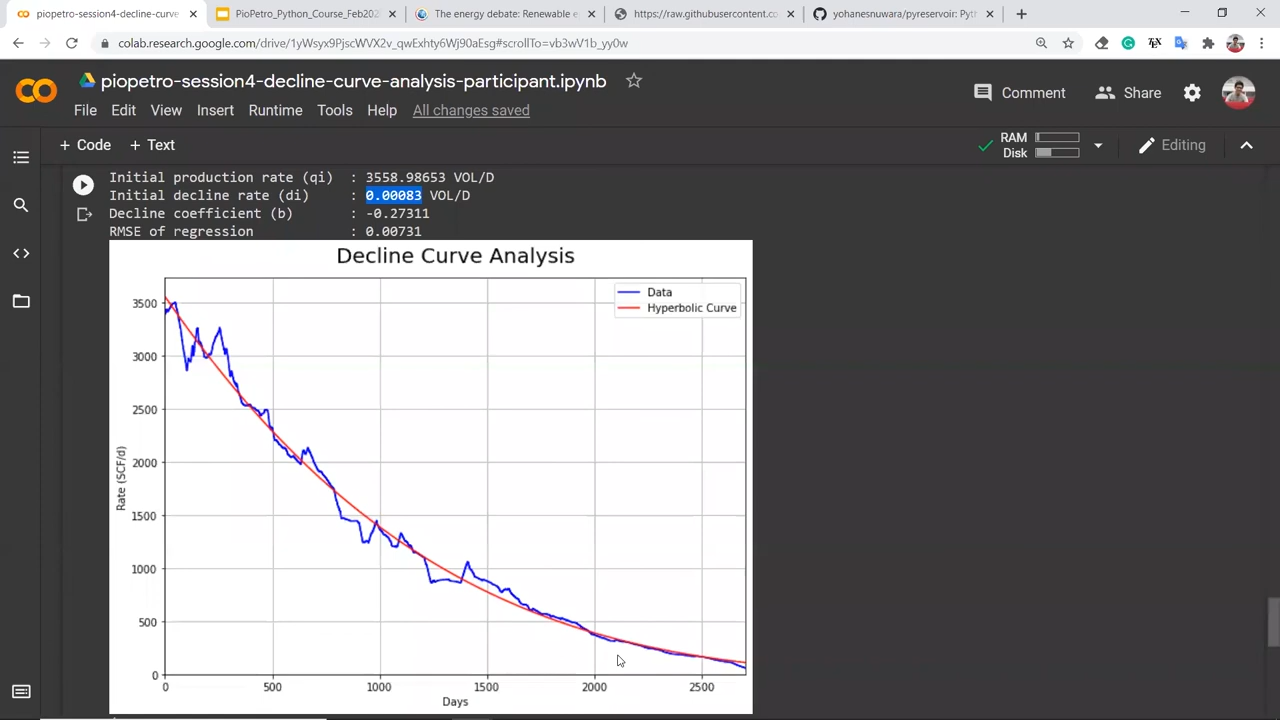 piopetro-session4-decline-curve
PioPetro_Python_Course_Feb202
The energy debate: Renewable e
https://raw.githubusercontent.co
yohanesnuwara/pyreservoir: Pyth
colab.research.google.com/drive/1yWsyx9PjscWVX2v_qwExhty6Wj90aEsg#scrollTo=vb3wV1b_yy0w
piopetro-session4-decline-curve-analysis-participant.ipynb
File Edit View Insert Runtime Tools Help All changes saved
Comment Share
+ Code + Text
RAM
Disk
Editing
Initial production rate (qi) : 3558.98653 VOL/D
Initial decline rate (di) : 0.00083 VOL/D
Decline coefficient (b) : -0.27311
RMSE of regression : 0.00731
Decline Curve Analysis
Data
Hyperbolic Curve
3500
3000
2500
2000
1500
1000
500
0
Rate (SCF/d)
0 500 1000 1500 2000 2500
Days